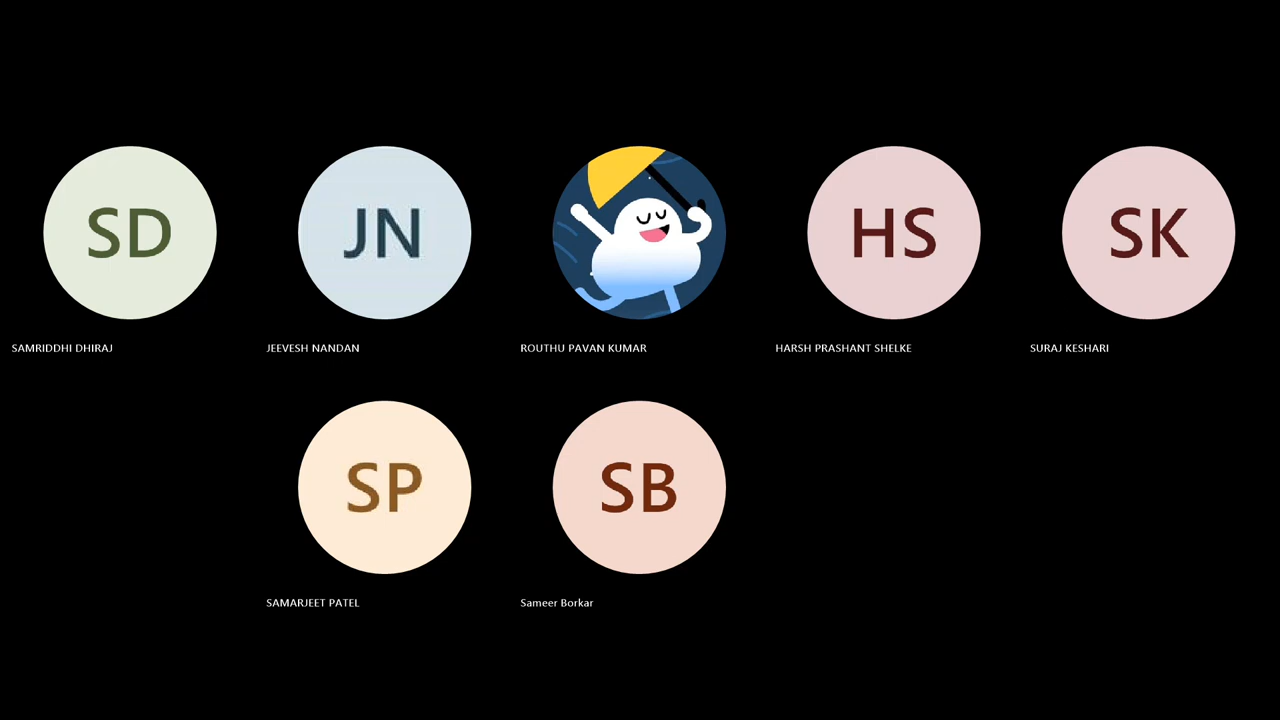 SD
JN
HS
SK
SAMRIDDHI DHIRAJ
JEEVESH NANDAN
ROUTHU PAVAN KUMAR
HARSH PRASHANT SHELKE
SURAJ KESHARI
SP
SB
SAMARJEET PATEL
Sameer Borkar